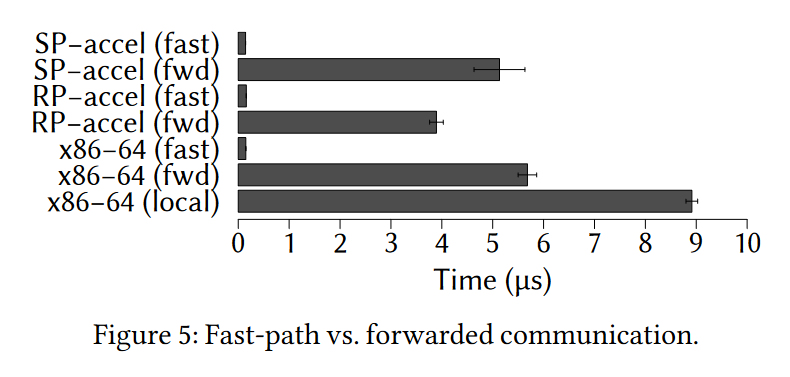 SP–accel (fast)
SP–accel (fwd)
RP–accel (fast)
RP–accel (fwd)
x86–64 (fast)
x86–64 (fwd)
x86–64 (local)
0 1 2 3 4 5 6 7 8 9 10
Time (μs)
Figure 5: Fast-path vs. forwarded communication.